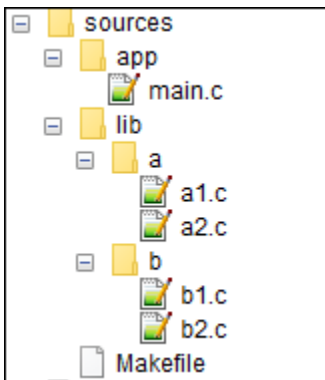 sources
app
main.c
lib
a
a1.c
a2.c
b
b1.c
b2.c
Makefile